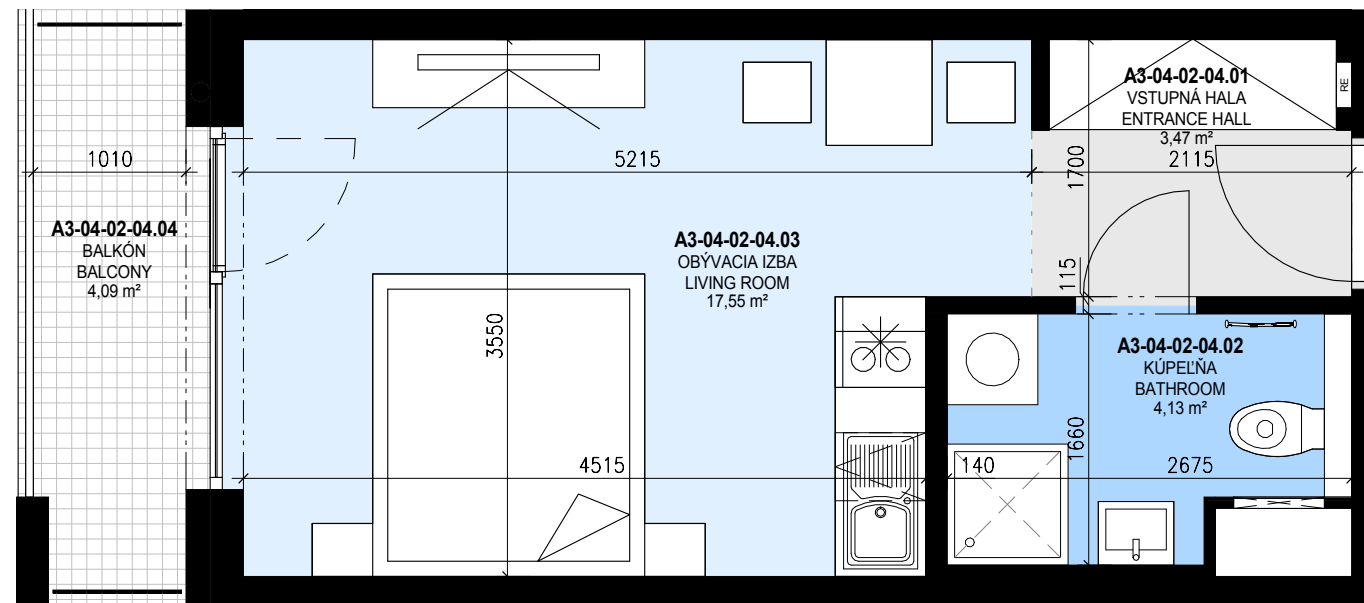 A3-04-02-04.01
VSTUPNÁ HALA
ENTRANCE HALL
3,47 m²
RE
1010
5215
1700
2115
A3-04-02-04.04
BALKÓN
BALCONY
4,09 m²
A3-04-02-04.03
OBÝVACIA IZBA
LIVING ROOM
17,55 m²
115
3550
A3-04-02-04.02
KÚPEĽŇA
BATHROOM
4,13 m²
1660
4515
140
2675